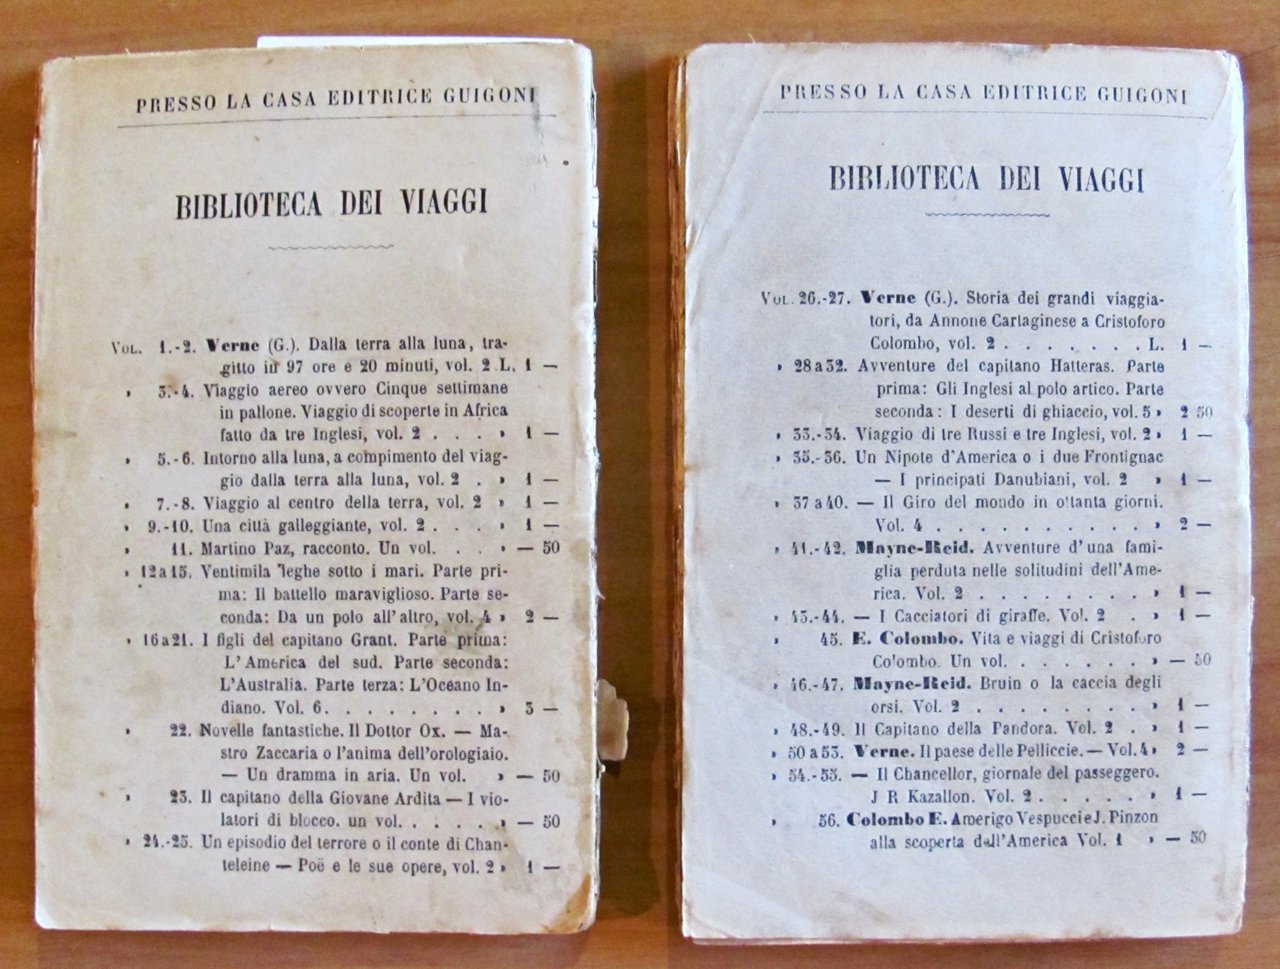 PRESSO LA CASA EDITRICE GUIGONI
BIBLIOTECA DEI VIAGGI
VOL. 1.-2. Verne (G.). Dalla terra alla luna, tra-
gitto in 97 ore e 20 minuti, vol. 2 L. 1 —
» 3.-4. Viaggio aereo ovvero Cinque settimane
in pallone. Viaggio di scoperte in Africa
fatto da tre Inglesi, vol. 2 . . . . » 1 —
» 5.-6. Intorno alla luna, a compimento del viag-
gio dalla terra alla luna, vol. 2 . » 1 —
» 7.-8. Viaggio al centro della terra, vol. 2 » 1 —
» 9.-10. Una città galleggiante, vol. 2 . . . » 1 —
» 11. Martino Paz, racconto. Un vol. . . . » — 50
» 12 a 15. Ventimila leghe sotto i mari. Parte pri-
ma: Il battello maraviglioso. Parte se-
conda: Da un polo all'altro, vol. 4 » 2 —
» 16 a 21. I figli del capitano Grant. Parte prima:
L'America del sud. Parte seconda:
L'Australia. Parte terza: L'Oceano In-
diano. Vol. 6. . . . . . . . . » 3 —
» 22. Novelle fantastiche. Il Dottor Ox. — Ma-
stro Zaccaria o l'anima dell'orologiaio.
— Un dramma in aria. Un vol. » — 50
» 23. Il capitano della Giovane Ardita — I vio-
latori di blocco. un vol. . . . . . » — 50
» 24.-25. Un episodio del terrore o il conte di Chan-
teleine — Poë e le sue opere, vol. 2 » 1 —
PRESSO LA CASA EDITRICE GUIGONI
BIBLIOTECA DEI VIAGGI
VOL. 26.-27. Verne (G.). Storia dei grandi viaggia-
tori, da Annone Cartaginese a Cristoforo
Colombo, vol. 2 . . . . . . . L. 1 —
» 28 a 32. Avventure del capitano Hatteras. Parte
prima: Gli Inglesi al polo artico. Parte
seconda: I deserti di ghiaccio, vol. 5 » 2 50
» 33.-34. Viaggio di tre Russi e tre Inglesi, vol. 2 » 1 —
» 35.-36. Un Nipote d'America o i due Frontignac
— I principati Danubiani, vol. 2 » 1 —
» 37 a 40. — Il Giro del mondo in o'tanta giorni.
Vol. 4 . . . . . . . . . . . » 2 —
» 41.-42. Mayne-Reid. Avventure d'una fami-
glia perduta nelle solitudini dell'Ame-
rica. Vol. 2 . . . . . . . . . » 1 —
» 43.-44. — I Cacciatori di giraffe. Vol. 2 . » 1 —
» 45. E. Colombo. Vita e viaggi di Cristoforo
Co'ombo. Un vol. . . . . . . . » — 50
» 46.-47. Mayne-Reid. Bruin o la caccia degli
orsi. Vol. 2 . . . . . . . . . » 1 —
» 48.-49. Il Capitano della Pandora. Vol. 2 . » 1 —
» 50 a 53. Verne. Il paese delle Pelliccie. — Vol. 4 » 2 —
» 54.-55. — Il Chancellor, giornale del passeggero.
J R Kazallon. Vol. 2 . . . . . . » 1 —
» 56. Colombo E. Amerigo Vespucci e J. Pinzon
alla scoperta dell'America Vol. 1 » — 50